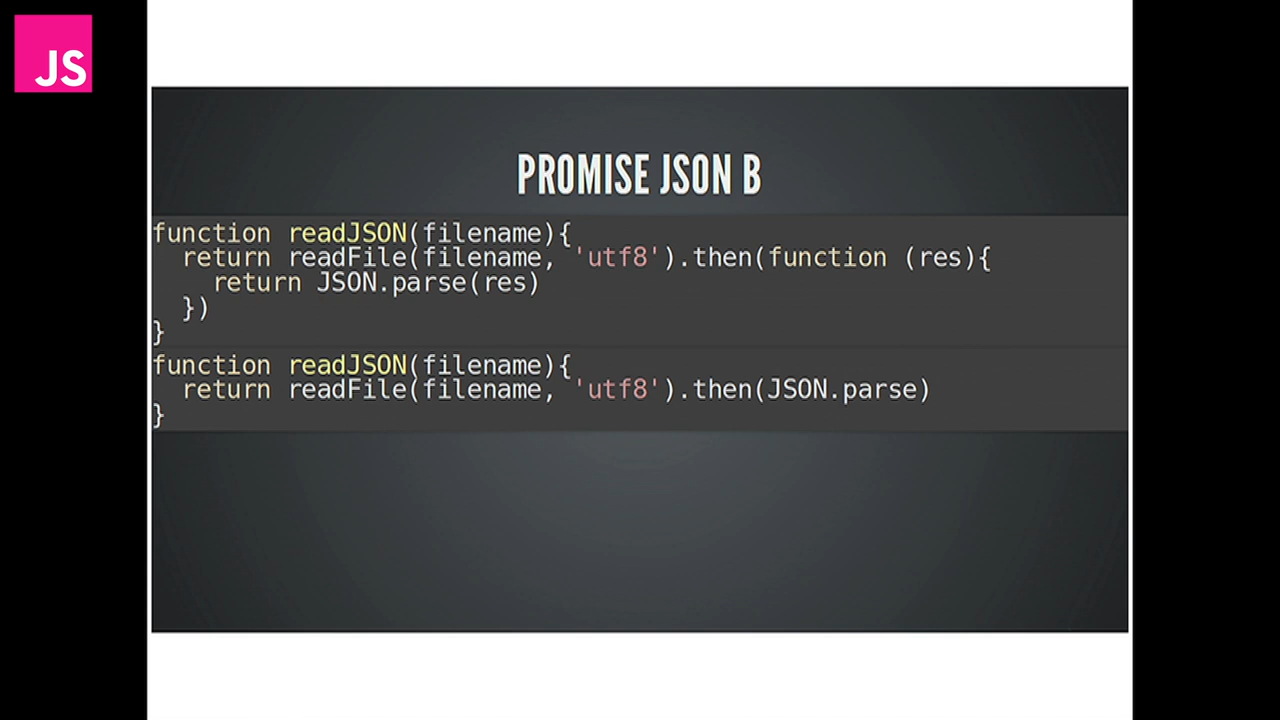 JS
PROMISE JSON B
function readJSON(filename){
  return readFile(filename, 'utf8').then(function (res){
    return JSON.parse(res)
  })
}
function readJSON(filename){
  return readFile(filename, 'utf8').then(JSON.parse)
}